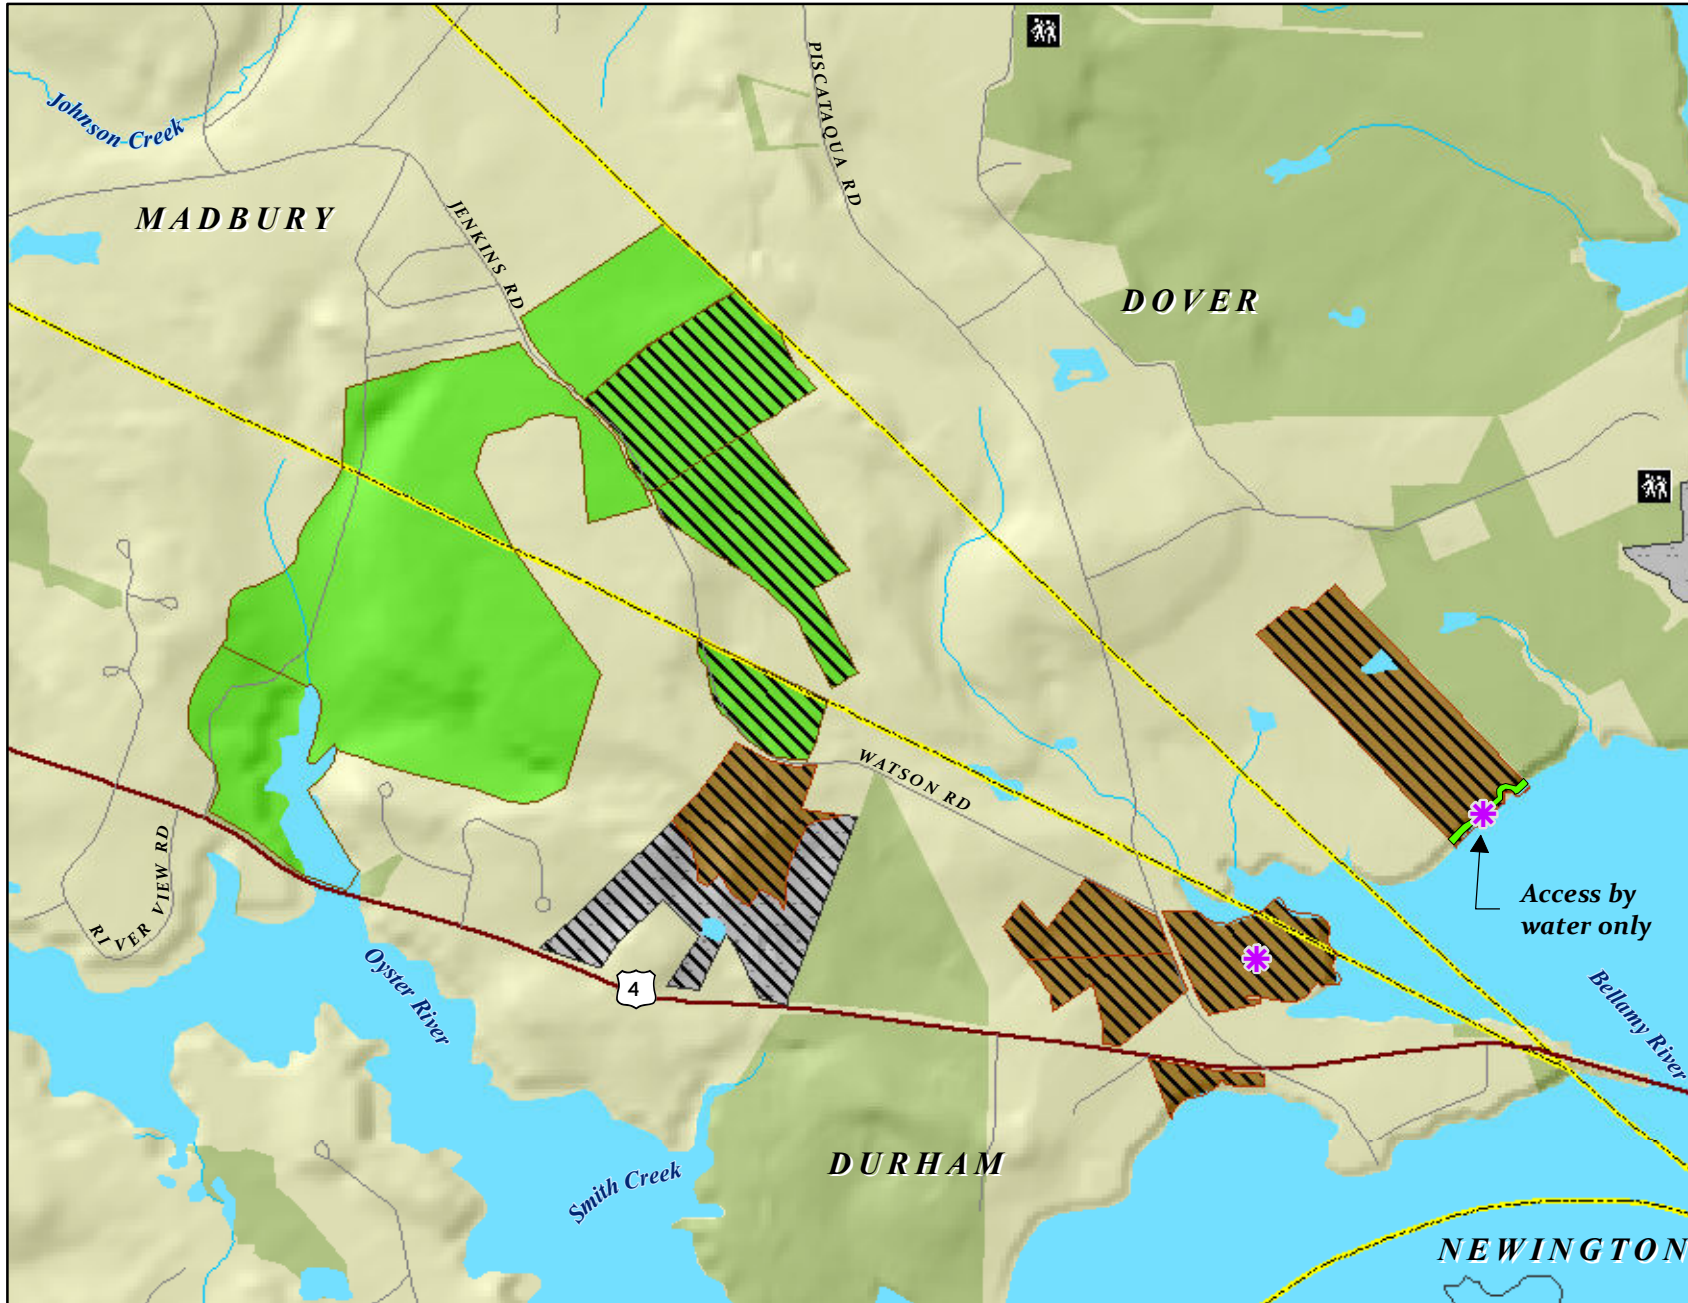 PISCATAQUA RD
Johnson Creek
MADBURY
JENKINS RD
DOVER
WATSON RD
RIVER VIEW RD
Access by
water only
Oyster River
4
Bellamy River
Smith Creek
DURHAM
NEWINGTON